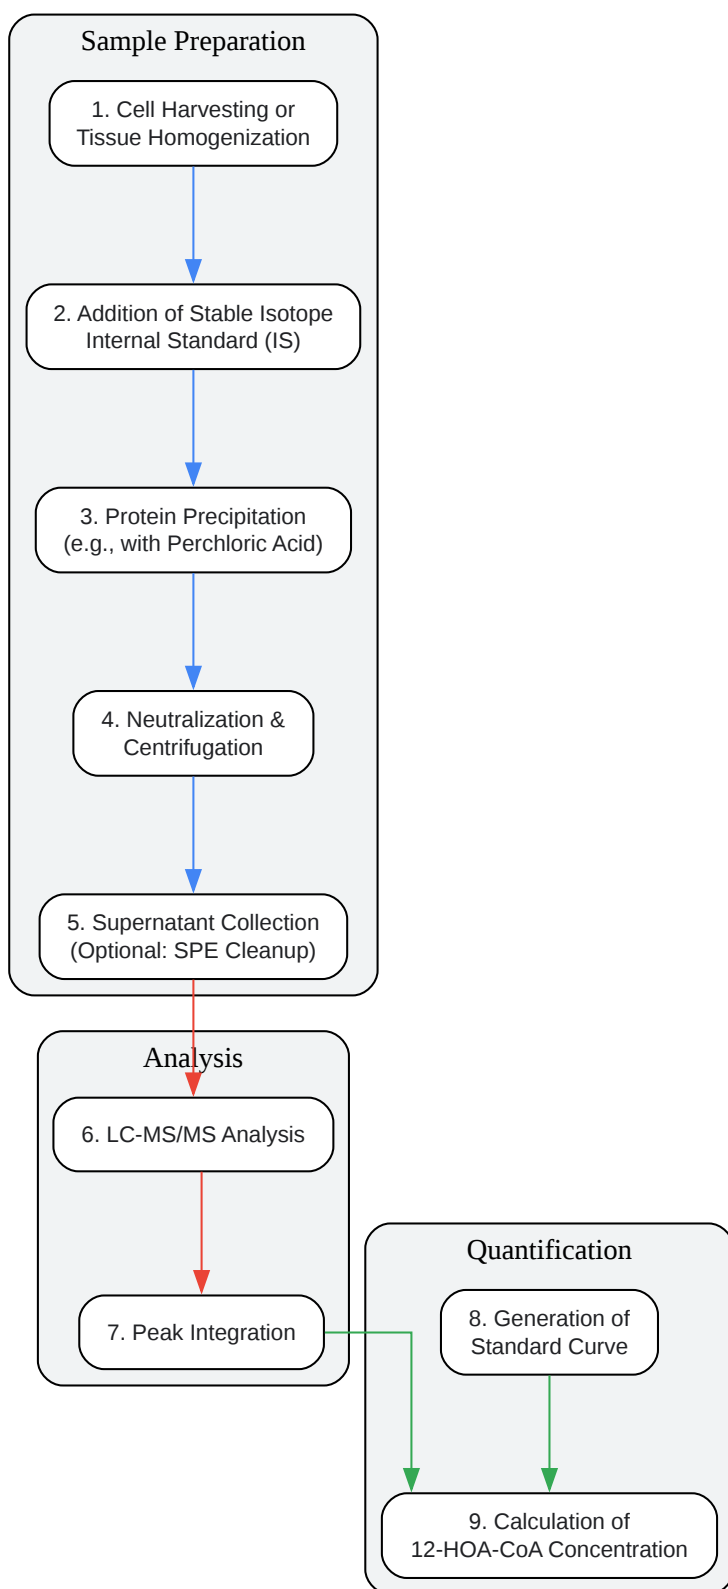 Sample Preparation
1. Cell Harvesting or
Tissue Homogenization
2. Addition of Stable Isotope
Internal Standard (IS)
3. Protein Precipitation
(e.g., with Perchloric Acid)
4. Neutralization &
Centrifugation
5. Supernatant Collection
(Optional: SPE Cleanup)
Analysis
6. LC-MS/MS Analysis
7. Peak Integration
Quantification
8. Generation of
Standard Curve
9. Calculation of
12-HOA-CoA Concentration